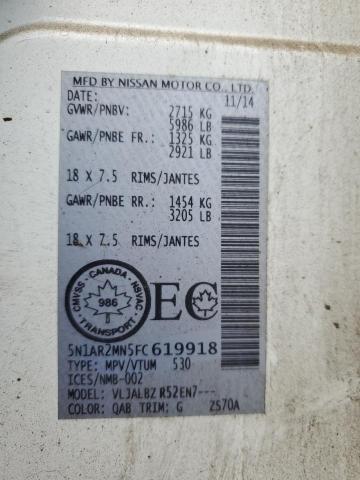 MFD BY NISSAN MOTOR CO., LTD.
DATE: 11/14
GVWR/PNBV: 2715 KG
5986 LB
GAWR/PNBE FR.: 1325 KG
2921 LB
18 X 7.5 RIMS/JANTES
GAWR/PNBE RR.: 1454 KG
3205 LB
18 X 7.5 RIMS/JANTES
CANADA
CMVSS
NSVAC
986
TRANSPORT
EC
5N1AR2MN5FC619918
TYPE: MPV/VTUM 530
ICES/NMB-002
MODEL: VLJALBZ R52EN7---
COLOR: QAB TRIM: G ZS70A